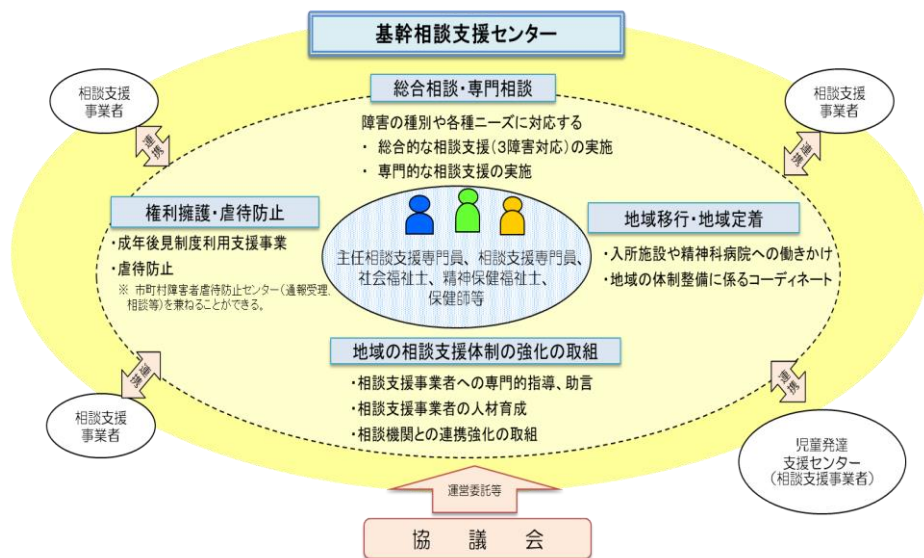 基幹相談支援センター
相談支援
事業者
連携
相談支援
事業者
連携
総合相談・専門相談
障害の種別や各種ニーズに対応する
・ 総合的な相談支援(3障害対応)の実施
・ 専門的な相談支援の実施
権利擁護・虐待防止
・成年後見制度利用支援事業
・虐待防止
※ 市町村障害者虐待防止センター(通報受理、
相談等)を兼ねることができる。
主任相談支援専門員、相談支援専門員、
社会福祉士、精神保健福祉士、
保健師等
地域移行・地域定着
・入所施設や精神科病院への働きかけ
・地域の体制整備に係るコーディネート
地域の相談支援体制の強化の取組
・相談支援事業者への専門的指導、助言
・相談支援事業者の人材育成
・相談機関との連携強化の取組
連携
相談支援
事業者
連携
児童発達
支援センター
(相談支援事業者)
運営委託等
協 議 会